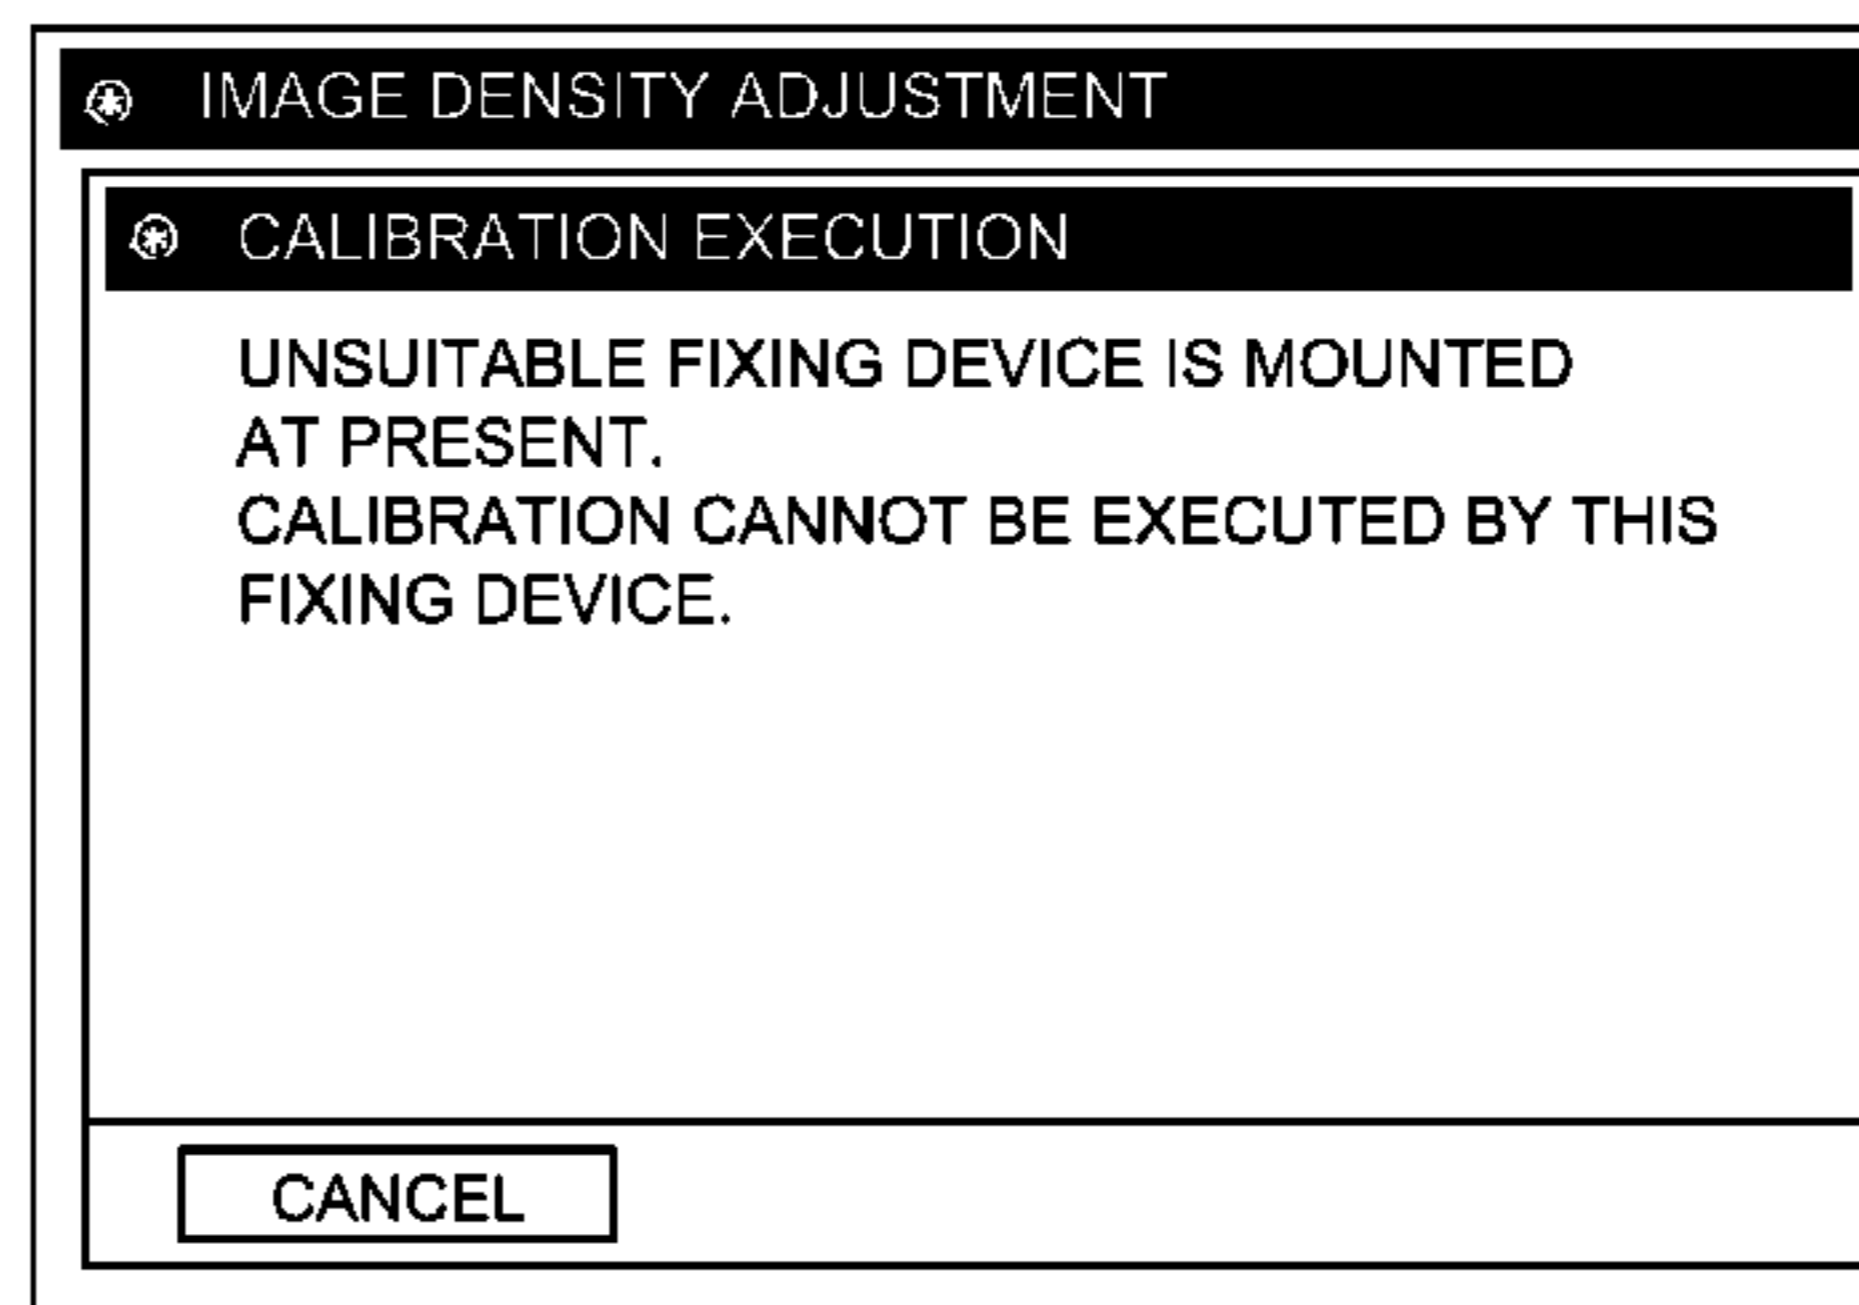 IMAGE DENSITY ADJUSTMENT
CALIBRATION EXECUTION
UNSUITABLE FIXING DEVICE IS MOUNTED
AT PRESENT.
CALIBRATION CANNOT BE EXECUTED BY THIS
FIXING DEVICE.
CANCEL